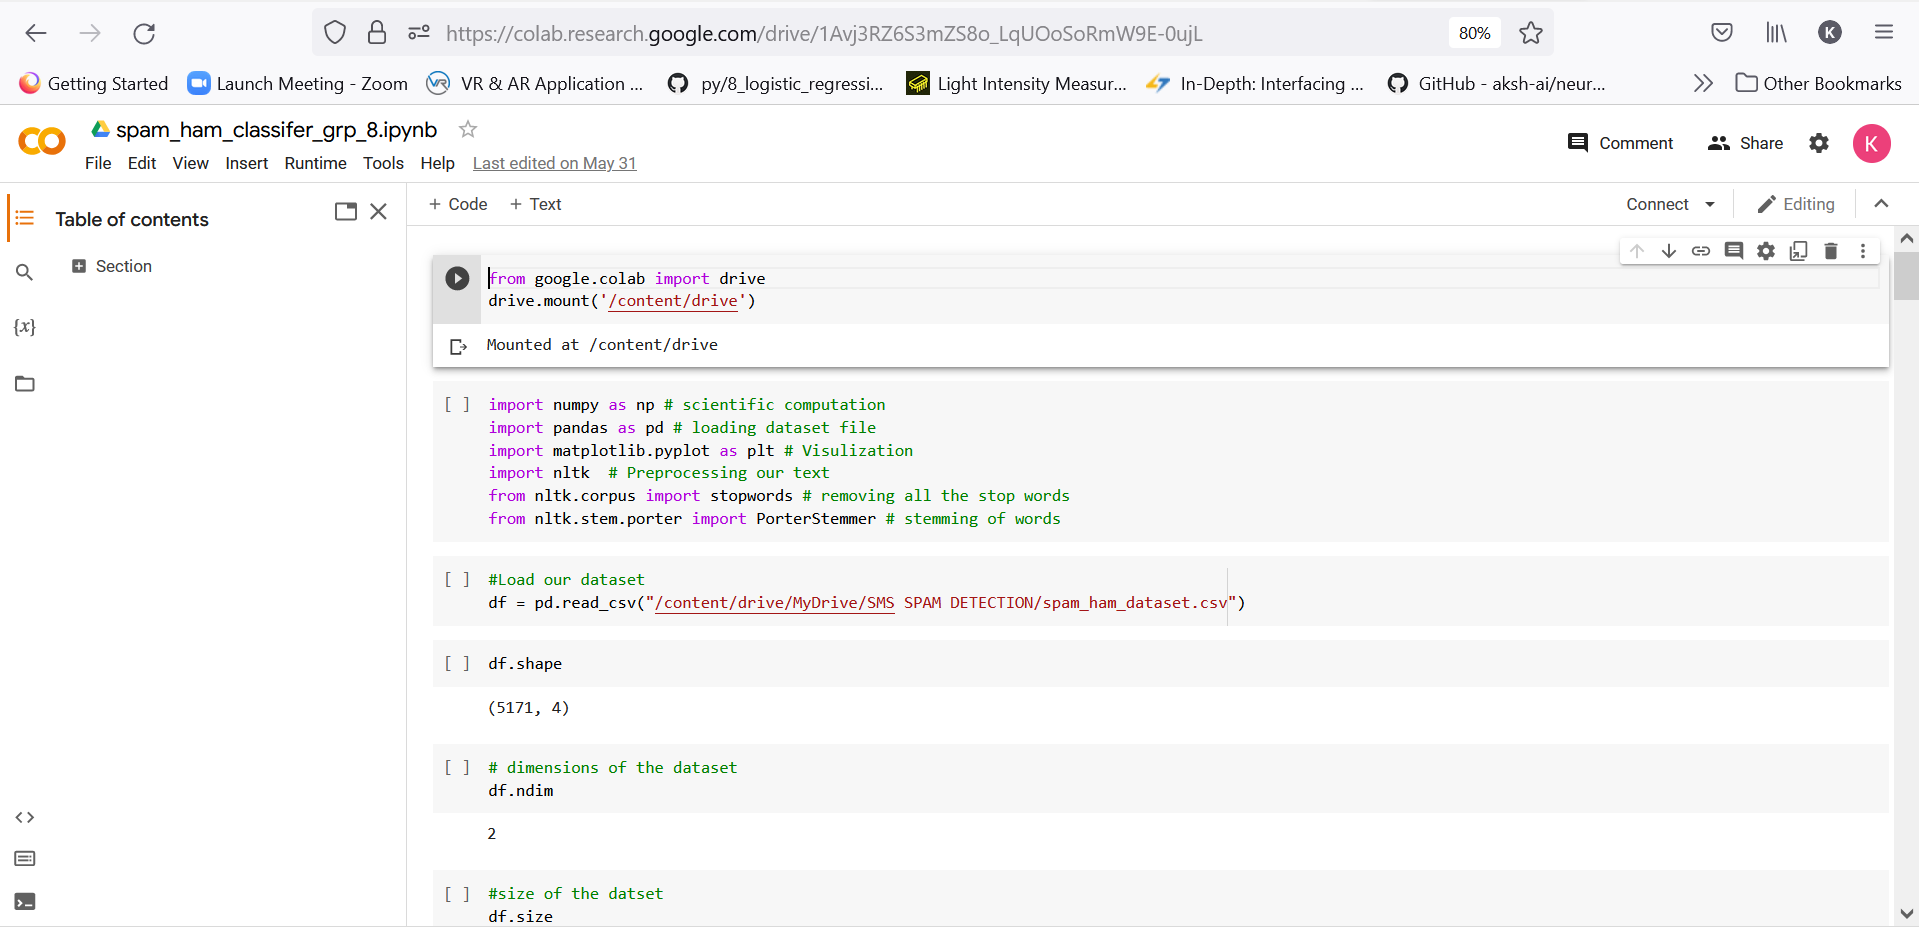 https://colab.research.google.com/drive/1Avj3RZ6S3mZS8o_LqUOoSoRmW9E-0ujL
80%
K
Getting Started
Launch Meeting - Zoom
VR & AR Application ...
py/8_logistic_regressi...
Light Intensity Measur...
In-Depth: Interfacing ...
GitHub - aksh-ai/neur...
Other Bookmarks
spam_ham_classifer_grp_8.ipynb
File Edit View Insert Runtime Tools Help Last edited on May 31
Comment
Share
K
Table of contents
Section
+ Code + Text
Connect
Editing
from google.colab import drive
drive.mount('/content/drive')
Mounted at /content/drive
[ ] import numpy as np # scientific computation
import pandas as pd # loading dataset file
import matplotlib.pyplot as plt # Visulization
import nltk  # Preprocessing our text
from nltk.corpus import stopwords # removing all the stop words
from nltk.stem.porter import PorterStemmer # stemming of words
[ ] #Load our dataset
df = pd.read_csv("/content/drive/MyDrive/SMS SPAM DETECTION/spam_ham_dataset.csv")
[ ] df.shape
(5171, 4)
[ ] # dimensions of the dataset
df.ndim
2
[ ] #size of the datset
df.size
{x}